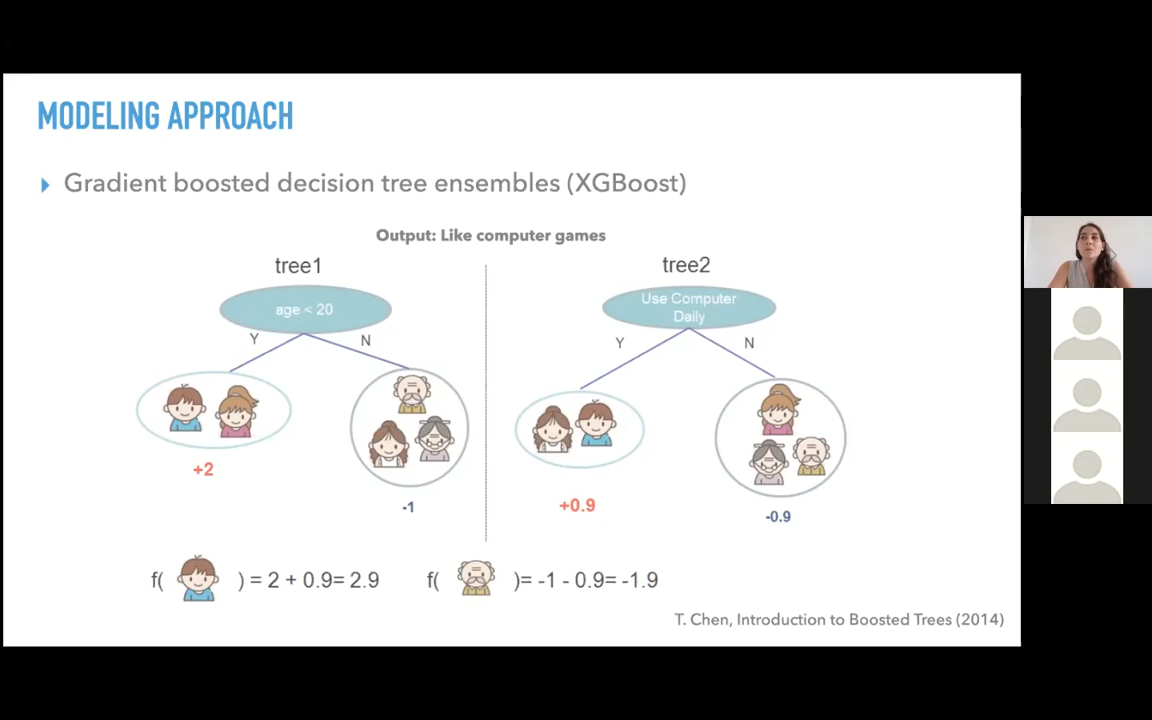 MODELING APPROACH
Gradient boosted decision tree ensembles (XGBoost)
Output: Like computer games
tree1
tree2
age < 20
Use Computer
Daily
Y
N
Y
N
+2
-1
+0.9
-0.9
f( ) = 2 + 0.9= 2.9
f( )= -1 - 0.9= -1.9
T. Chen, Introduction to Boosted Trees (2014)